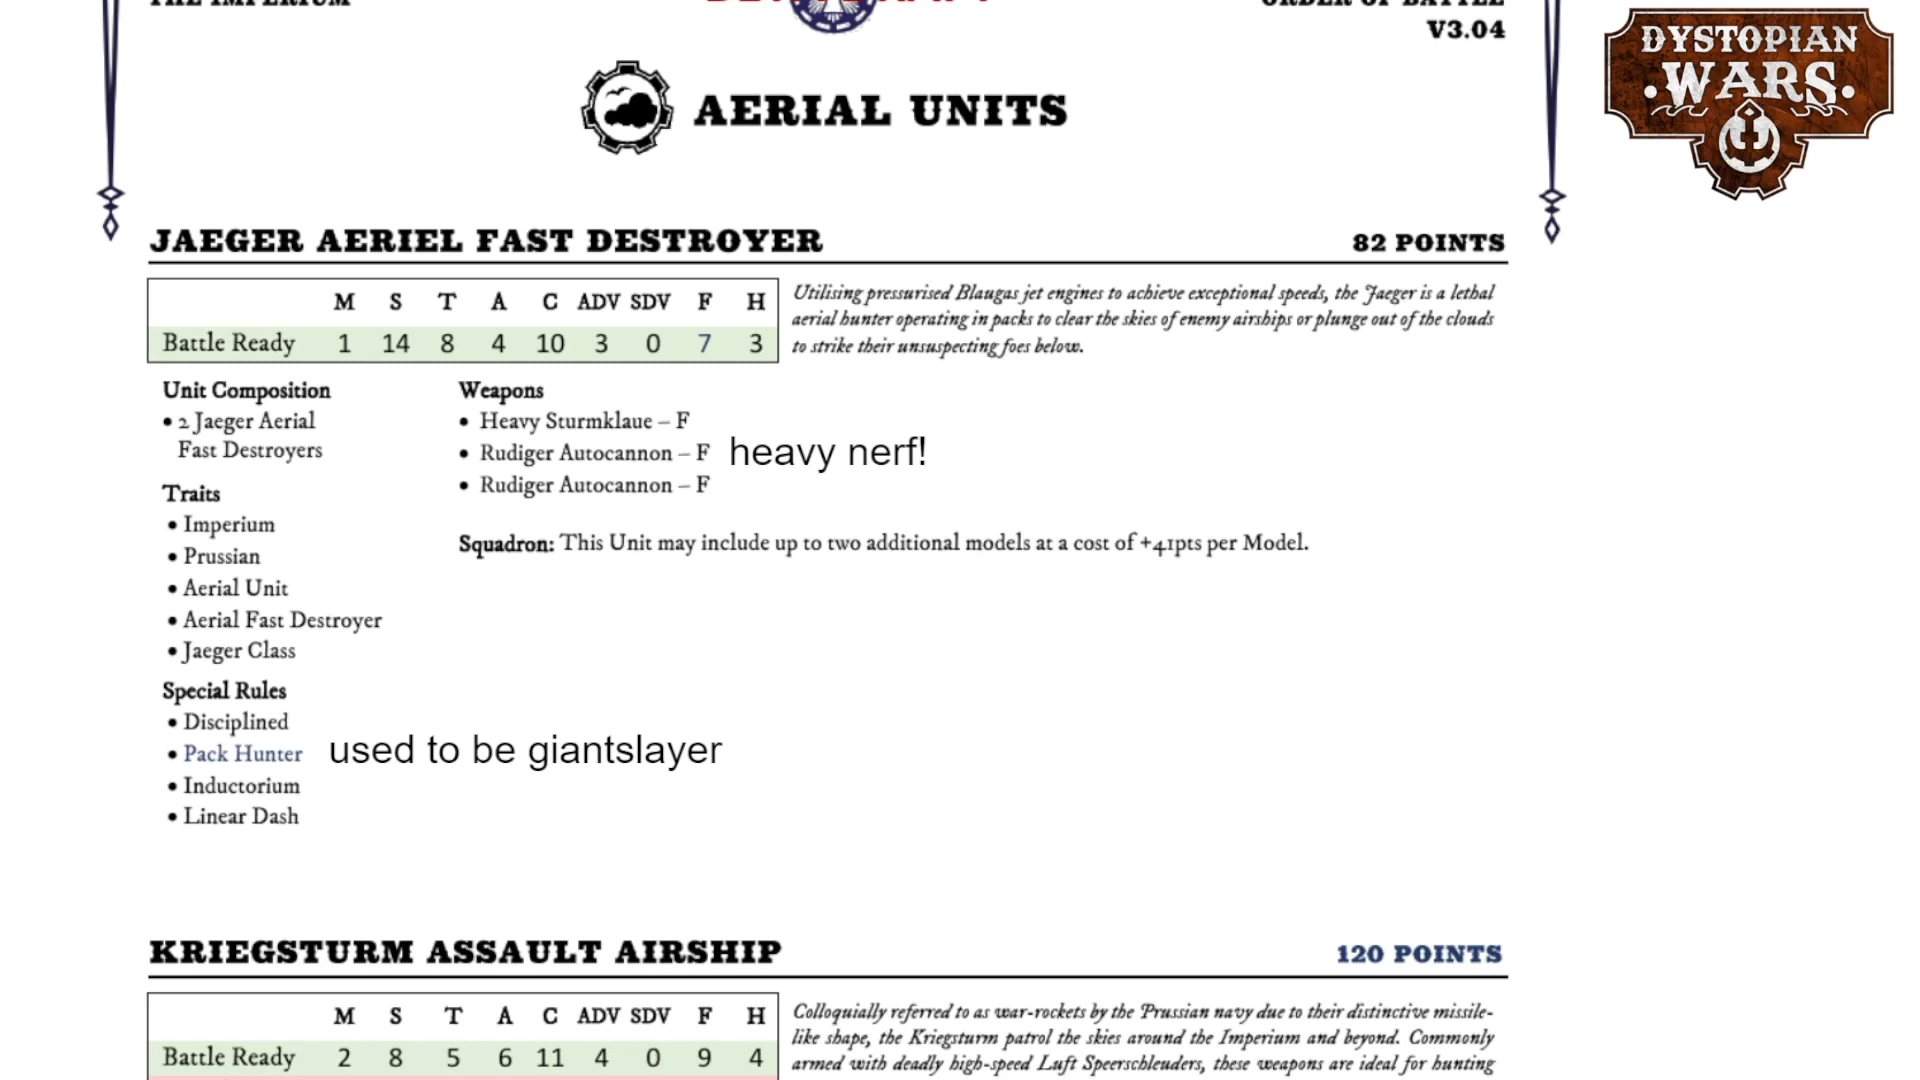 THE IMPERIUM
ORDER OF BATTLE
V3.04
DYSTOPIAN
WARS
AERIAL UNITS
JAEGER AERIEL FAST DESTROYER
82 POINTS
M S T A C ADV SDV F H
Battle Ready 1 14 8 4 10 3 0 7 3
Utilising pressurised Blaugas jet engines to achieve exceptional speeds, the Jaeger is a lethal
aerial hunter operating in packs to clear the skies of enemy airships or plunge out of the clouds
to strike their unsuspecting foes below.
Unit Composition
• 2 Jaeger Aerial
Fast Destroyers
Traits
• Imperium
• Prussian
• Aerial Unit
• Aerial Fast Destroyer
• Jaeger Class
Special Rules
• Disciplined
• Pack Hunter used to be giantslayer
• Inductorium
• Linear Dash
Weapons
• Heavy Sturmklaue – F
• Rudiger Autocannon – F heavy nerf!
• Rudiger Autocannon – F
Squadron: This Unit may include up to two additional models at a cost of +41pts per Model.
KRIEGSTURM ASSAULT AIRSHIP
120 POINTS
M S T A C ADV SDV F H
Battle Ready 2 8 5 6 11 4 0 9 4
Colloquially referred to as war-rockets by the Prussian navy due to their distinctive missile-
like shape, the Kriegsturm patrol the skies around the Imperium and beyond. Commonly
armed with deadly high-speed Luft Speerschleuders, these weapons are ideal for hunting